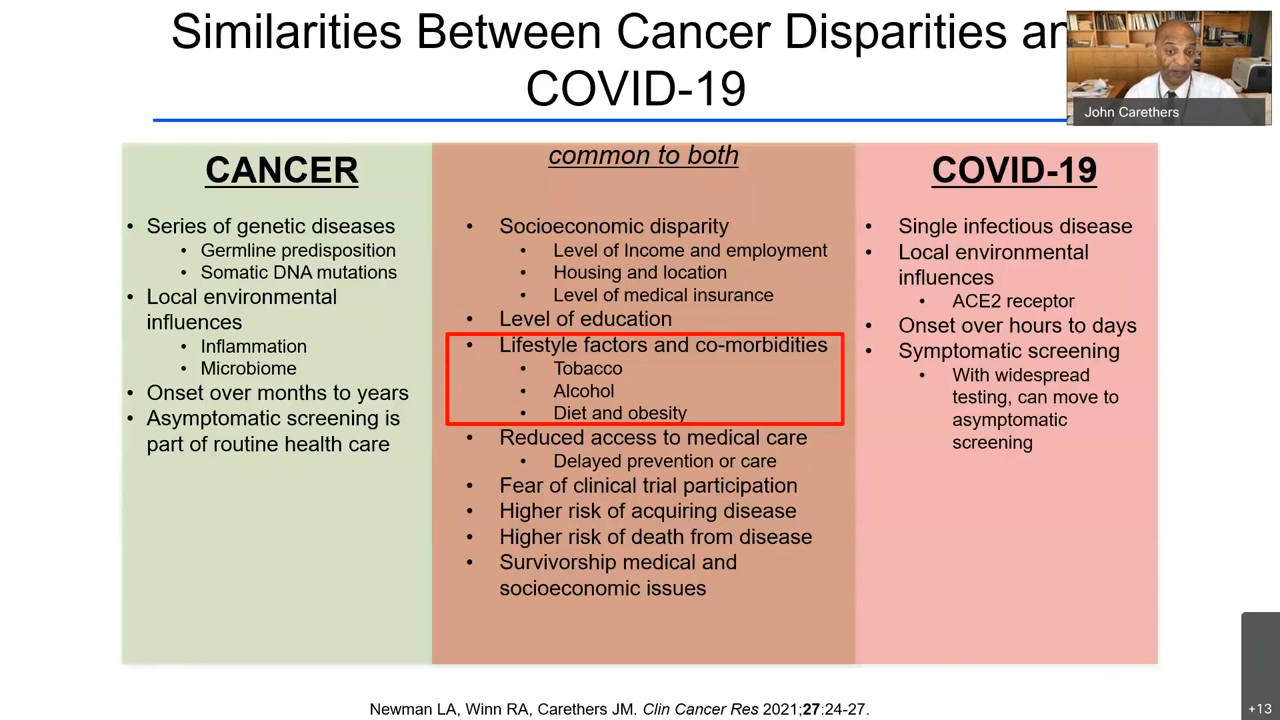 Similarities Between Cancer Disparities an
COVID-19
John Carethers
CANCER
• Series of genetic diseases
• Germline predisposition
• Somatic DNA mutations
• Local environmental
influences
• Inflammation
• Microbiome
• Onset over months to years
• Asymptomatic screening is
part of routine health care
common to both
• Socioeconomic disparity
• Level of Income and employment
• Housing and location
• Level of medical insurance
• Level of education
• Lifestyle factors and co-morbidities
• Tobacco
• Alcohol
• Diet and obesity
• Reduced access to medical care
• Delayed prevention or care
• Fear of clinical trial participation
• Higher risk of acquiring disease
• Higher risk of death from disease
• Survivorship medical and
socioeconomic issues
COVID-19
• Single infectious disease
• Local environmental
influences
• ACE2 receptor
• Onset over hours to days
• Symptomatic screening
• With widespread
testing, can move to
asymptomatic
screening
Newman LA, Winn RA, Carethers JM. Clin Cancer Res 2021;27:24-27.
+13